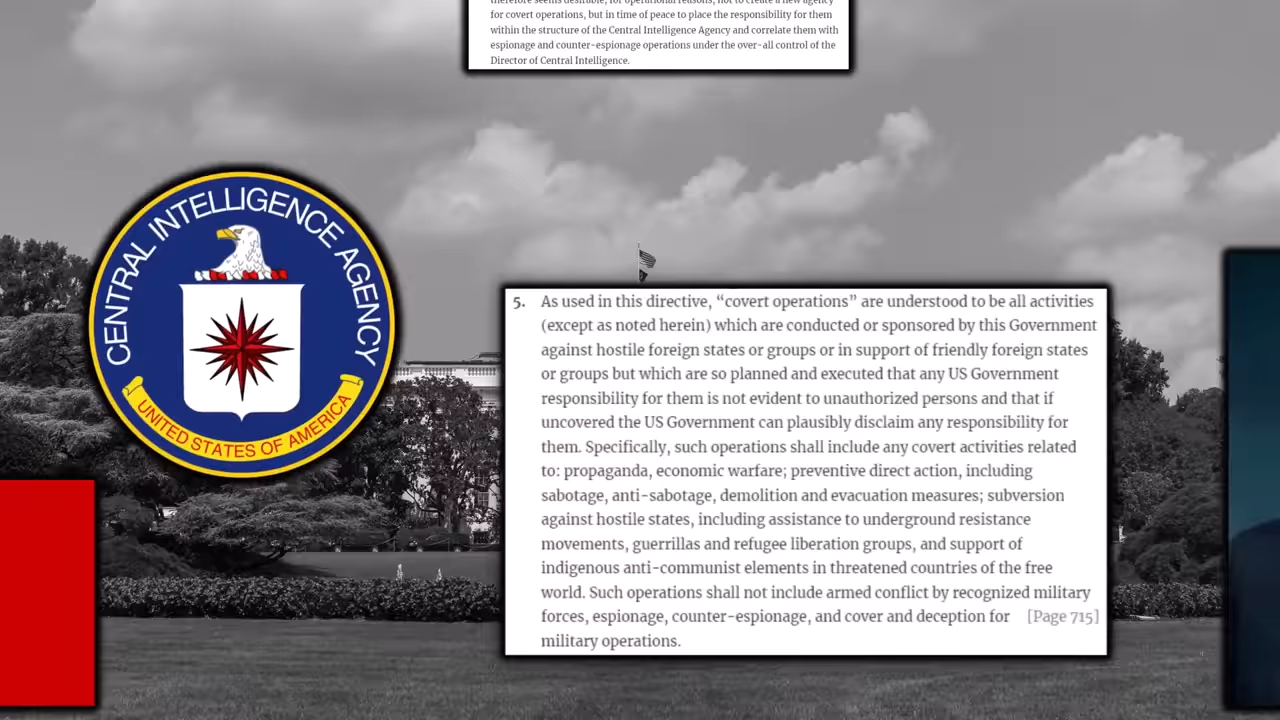 therefore seems desirable, for operational reasons, not to create a new agency
for covert operations, but in time of peace to place the responsibility for them
within the structure of the Central Intelligence Agency and correlate them with
espionage and counter-espionage operations under the over-all control of the
Director of Central Intelligence.
CENTRAL INTELLIGENCE AGENCY
UNITED STATES OF AMERICA
5. As used in this directive, “covert operations” are understood to be all activities
(except as noted herein) which are conducted or sponsored by this Government
against hostile foreign states or groups or in support of friendly foreign states
or groups but which are so planned and executed that any US Government
responsibility for them is not evident to unauthorized persons and that if
uncovered the US Government can plausibly disclaim any responsibility for
them. Specifically, such operations shall include any covert activities related
to: propaganda, economic warfare; preventive direct action, including
sabotage, anti-sabotage, demolition and evacuation measures; subversion
against hostile states, including assistance to underground resistance
movements, guerrillas and refugee liberation groups, and support of
indigenous anti-communist elements in threatened countries of the free
world. Such operations shall not include armed conflict by recognized military
forces, espionage, counter-espionage, and cover and deception for [Page 715]
military operations.